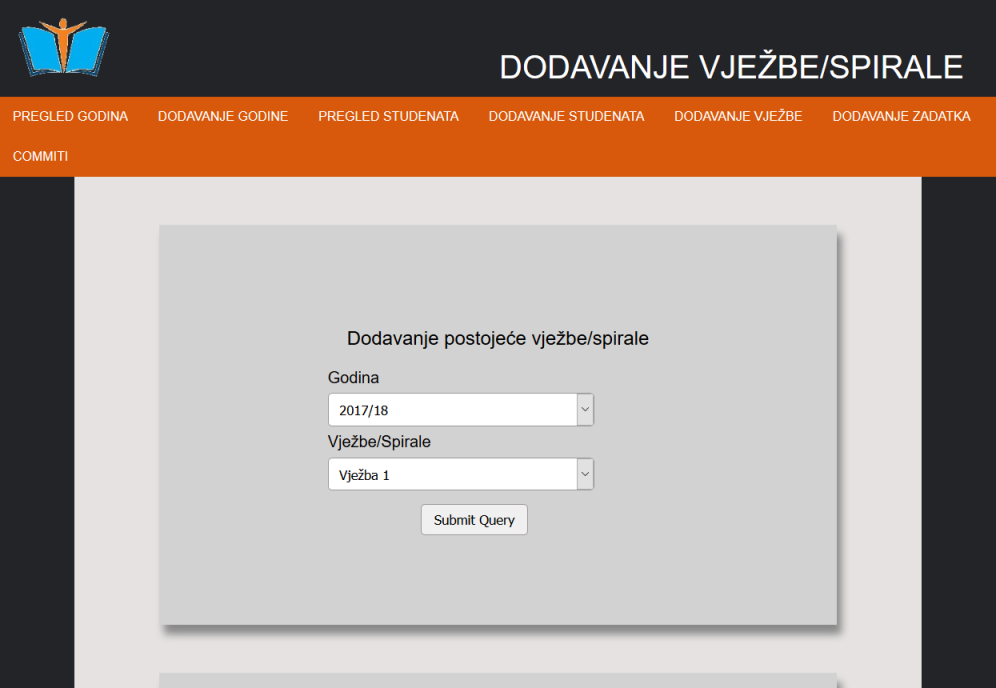 DODAVANJE VJEŽBE/SPIRALE
PREGLED GODINA DODAVANJE GODINE PREGLED STUDENATA DODAVANJE STUDENATA DODAVANJE VJEŽBE DODAVANJE ZADATKA
COMMITI
Dodavanje postojeće vježbe/spirale
Godina
2017/18
Vježbe/Spirale
Vježba 1
Submit Query